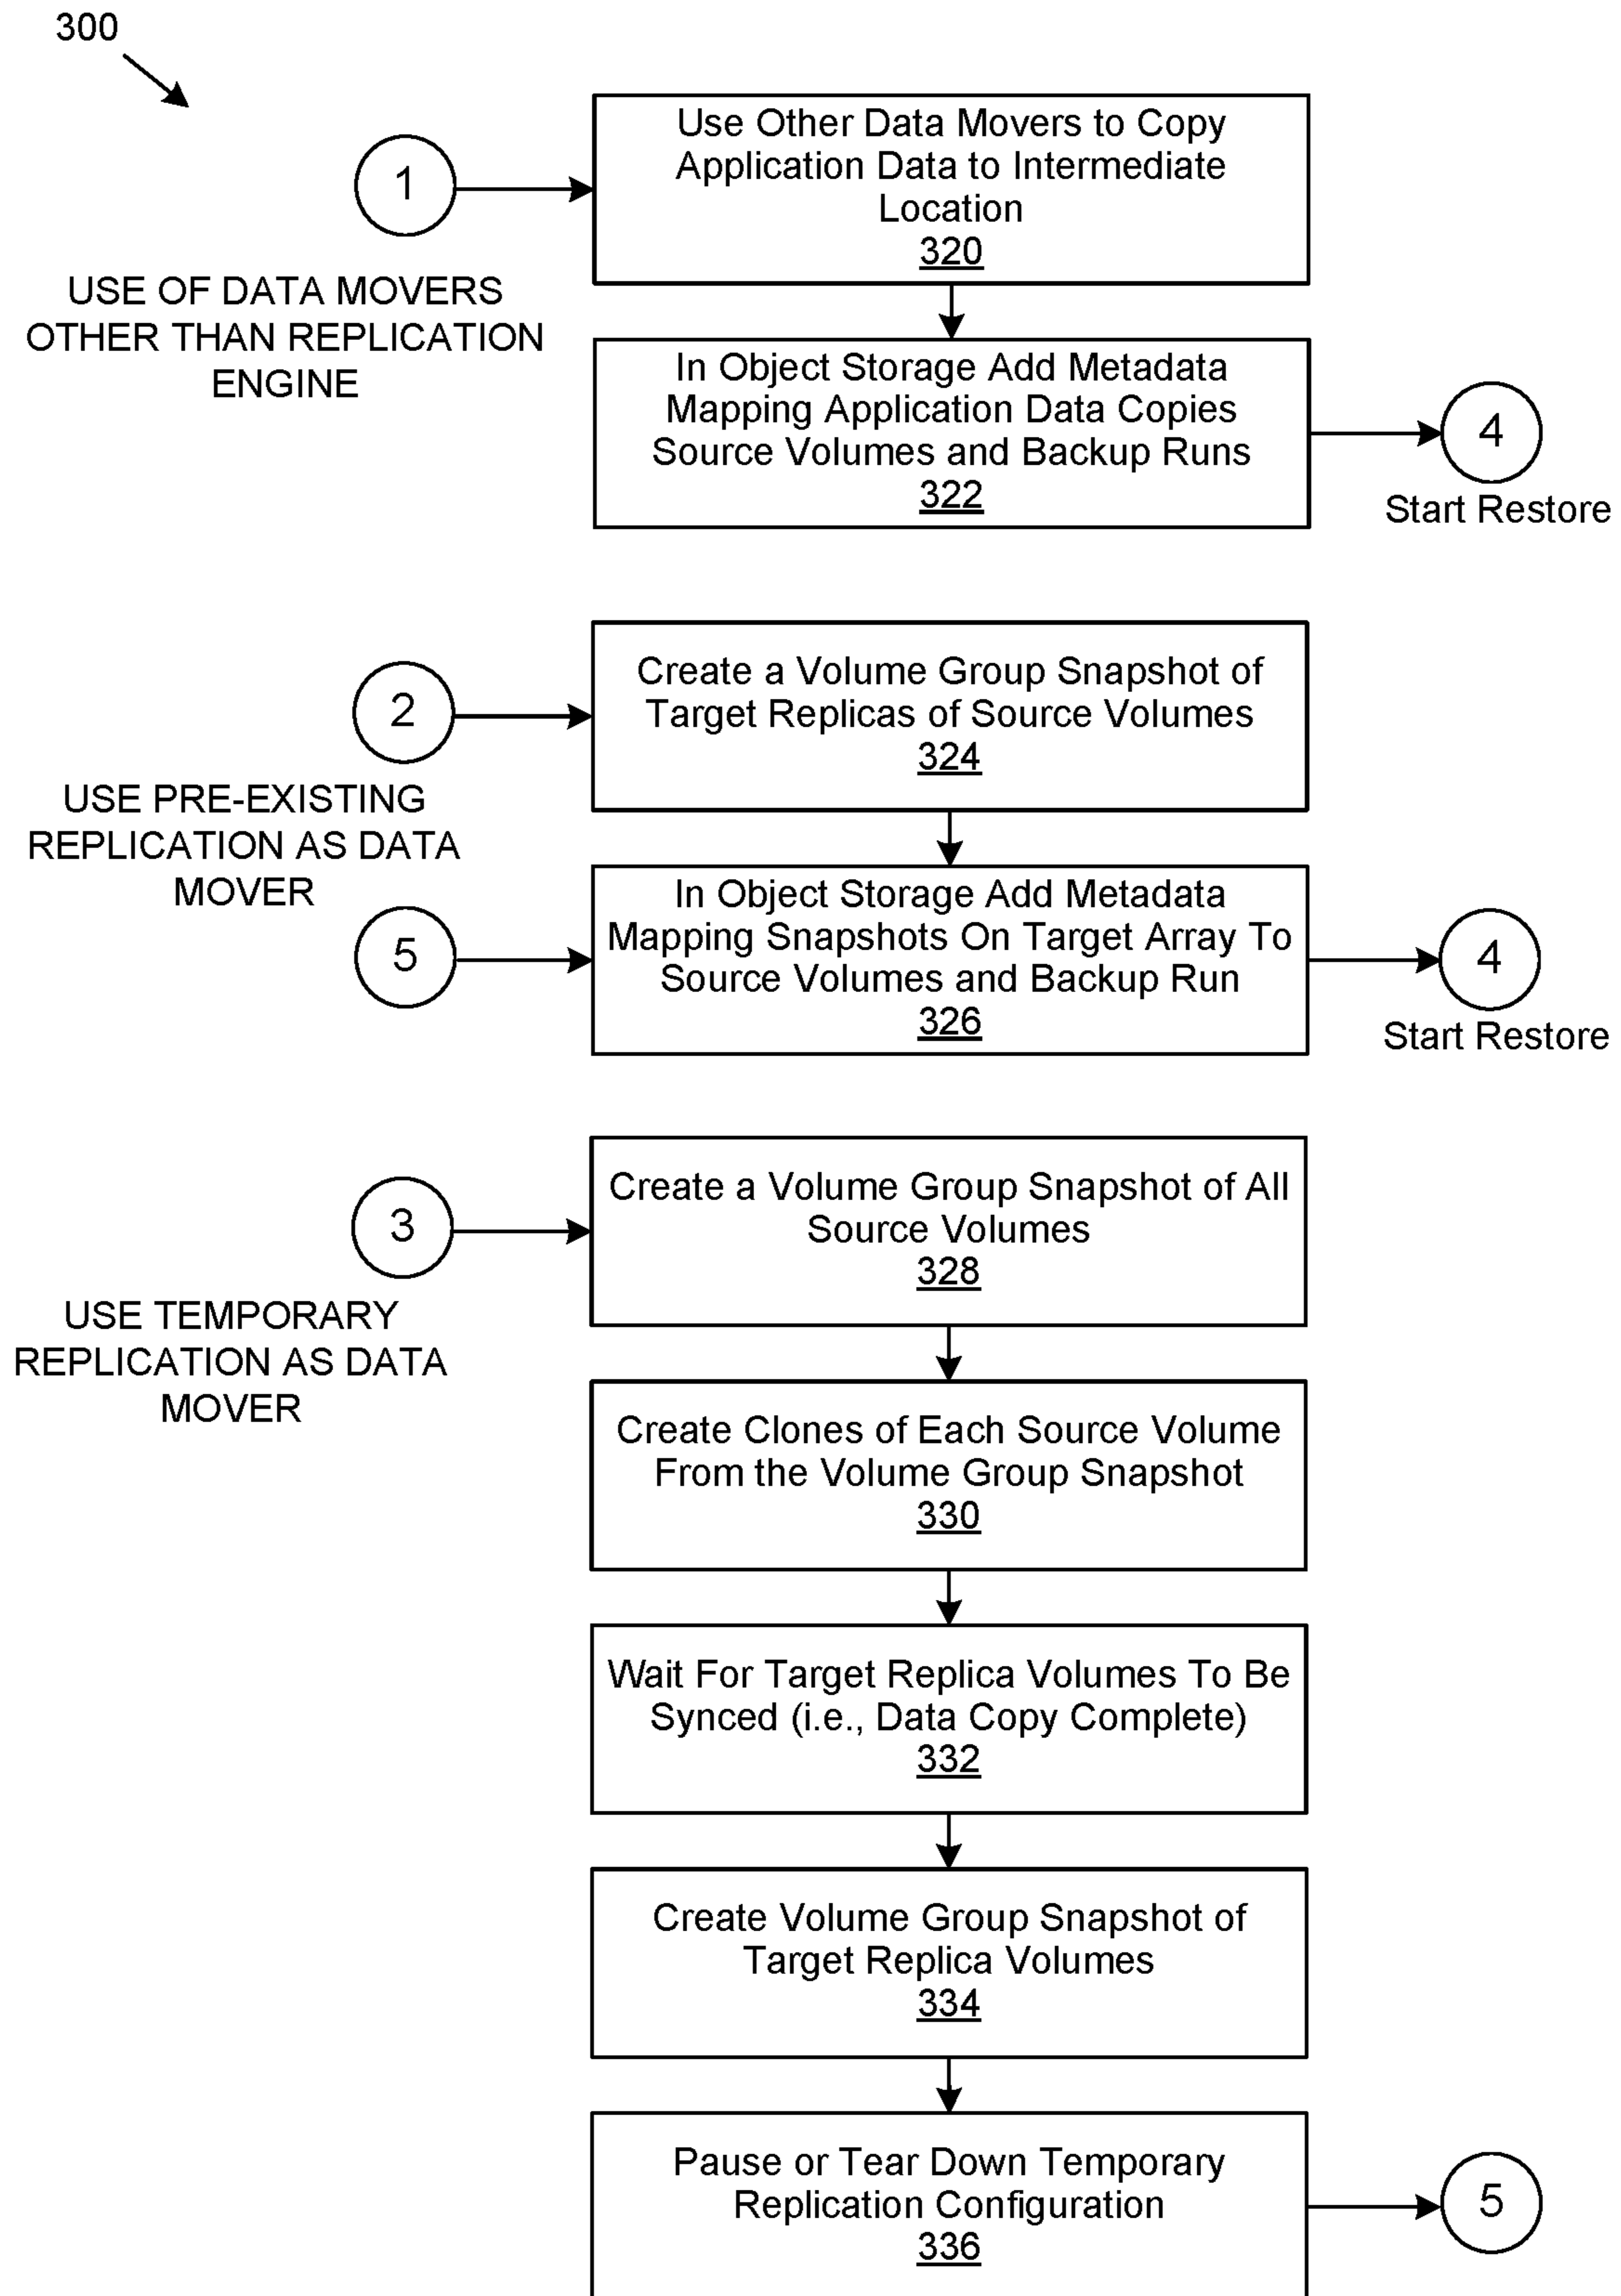 300
1
Use Other Data Movers to Copy
Application Data to Intermediate
Location
320
USE OF DATA MOVERS
OTHER THAN REPLICATION
ENGINE
In Object Storage Add Metadata
Mapping Application Data Copies
Source Volumes and Backup Runs
322
4
Start Restore
2
Create a Volume Group Snapshot of
Target Replicas of Source Volumes
324
USE PRE-EXISTING
REPLICATION AS DATA
MOVER
5
In Object Storage Add Metadata
Mapping Snapshots On Target Array To
Source Volumes and Backup Run
326
4
Start Restore
3
Create a Volume Group Snapshot of All
Source Volumes
328
USE TEMPORARY
REPLICATION AS DATA
MOVER
Create Clones of Each Source Volume
From the Volume Group Snapshot
330
Wait For Target Replica Volumes To Be
Synced (i.e., Data Copy Complete)
332
Create Volume Group Snapshot of
Target Replica Volumes
334
Pause or Tear Down Temporary
Replication Configuration
336
5